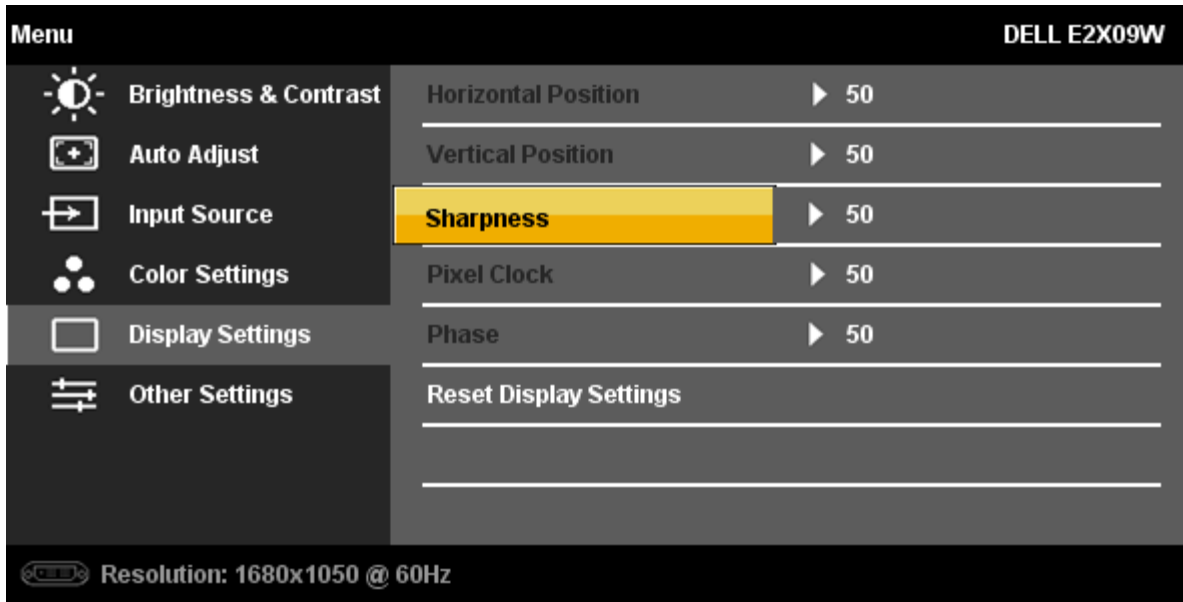 Menu DELL E2X09W
Brightness & Contrast Horizontal Position 50
Auto Adjust Vertical Position 50
Input Source Sharpness 50
Color Settings Pixel Clock 50
Display Settings Phase 50
Other Settings Reset Display Settings
Resolution: 1680x1050 @ 60Hz